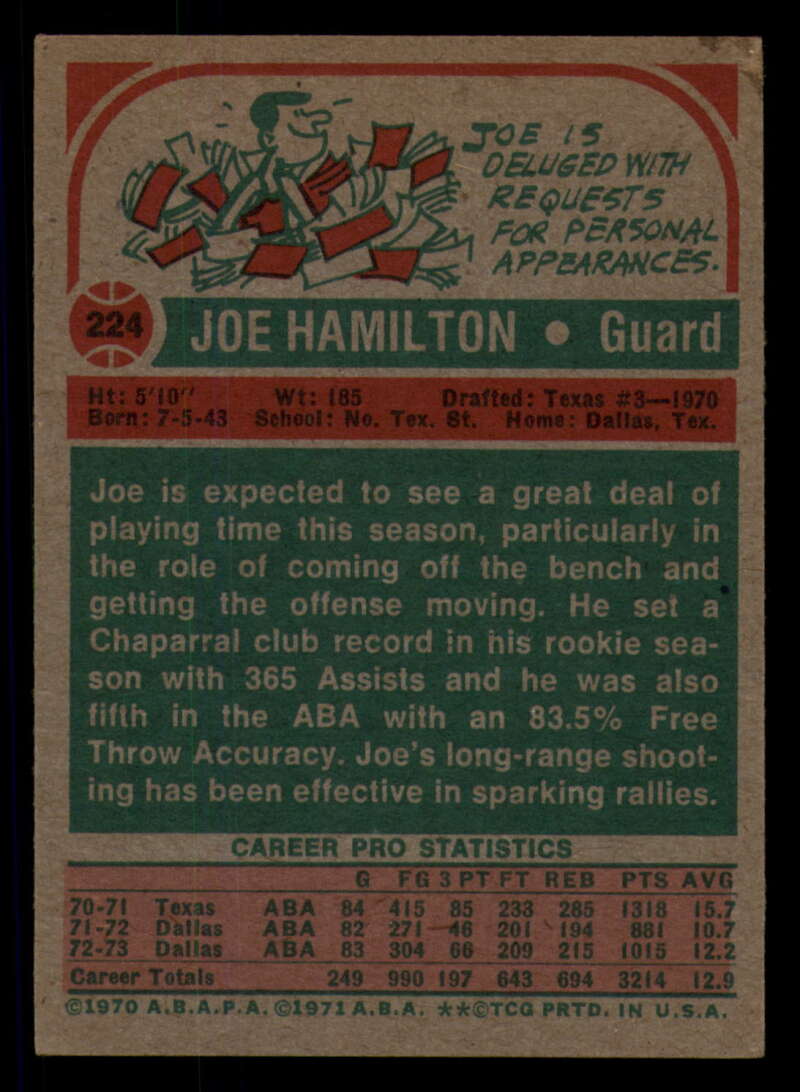 JOE IS
DELUGED WITH
REQUESTS
FOR PERSONAL
APPEARANCES.
224 JOE HAMILTON • Guard
Ht: 5'10" Wt: 185 Drafted: Texas #3—1970
Born: 7-5-43 School: No. Tex. St. Home: Dallas, Tex.
Joe is expected to see a great deal of
playing time this season, particularly in
the role of coming off the bench and
getting the offense moving. He set a
Chaparral club record in his rookie sea-
son with 365 Assists and he was also
fifth in the ABA with an 83.5% Free
Throw Accuracy. Joe's long-range shoot-
ing has been effective in sparking rallies.
CAREER PRO STATISTICS
G FG 3 PT FT REB PTS AVG
70-71 Texas ABA 84 415 85 233 285 1318 15.7
71-72 Dallas ABA 82 271 46 201 194 881 10.7
72-73 Dallas ABA 83 304 66 209 215 1015 12.2
Career Totals 249 990 197 643 694 3214 12.9
©1970 A.B.A.P.A. ©1971 A.B.A. **©TCG PRTD. IN U.S.A.